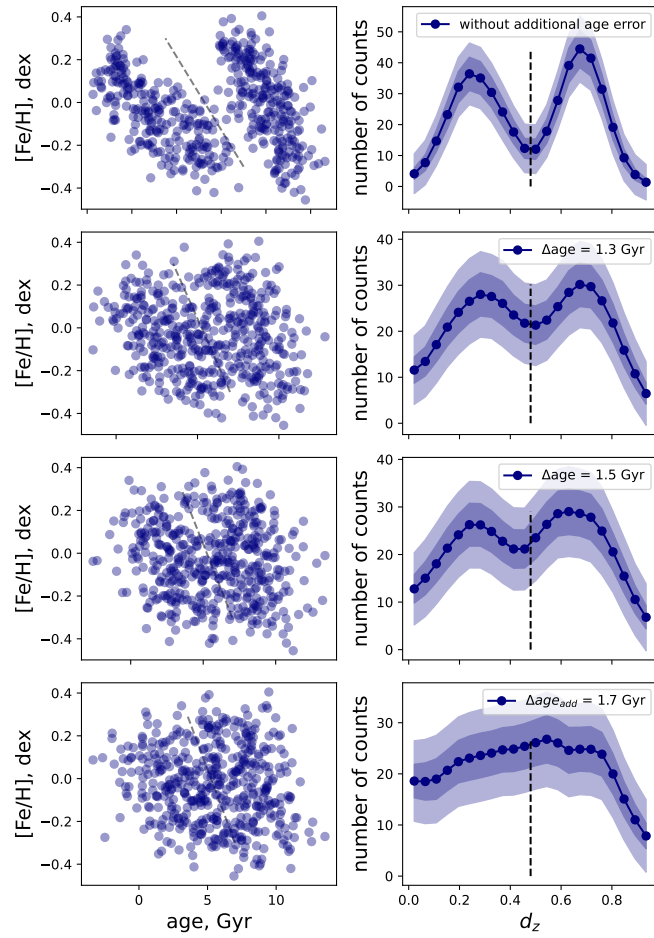 [Fe/H], dex
0.4
0.2
0.0
−0.2
−0.4
number of counts
50
40
30
20
10
0
without additional age error
[Fe/H], dex
0.4
0.2
0.0
−0.2
−0.4
number of counts
40
30
20
10
0
Δage = 1.3 Gyr
[Fe/H], dex
0.4
0.2
0.0
−0.2
−0.4
number of counts
40
30
20
10
0
Δage = 1.5 Gyr
[Fe/H], dex
0.4
0.2
0.0
−0.2
−0.4
0 5 10
age, Gyr
number of counts
30
20
10
0
Δage_add = 1.7 Gyr
0.0 0.2 0.4 0.6 0.8
d_z